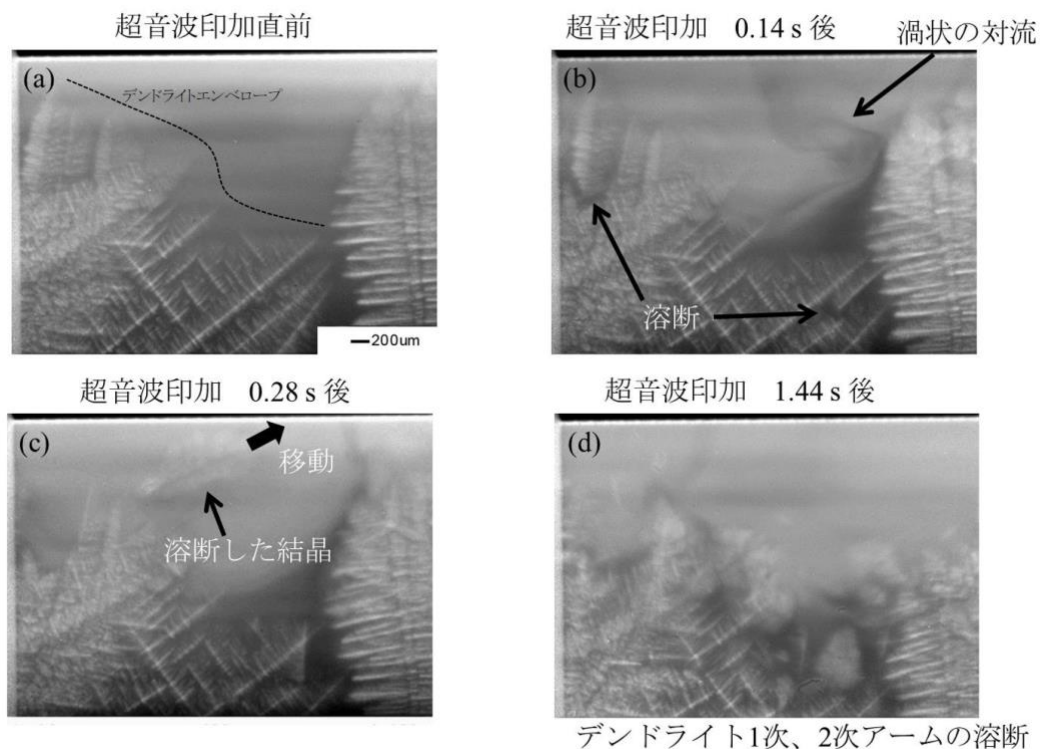 超音波印加直前
超音波印加 0.14 s 後
渦状の対流
(a)
デンドライトエンベロープ
200um
(b)
溶断
超音波印加 0.28 s 後
超音波印加 1.44 s 後
(c)
移動
溶断した結晶
(d)
デンドライト1次、2次アームの溶断